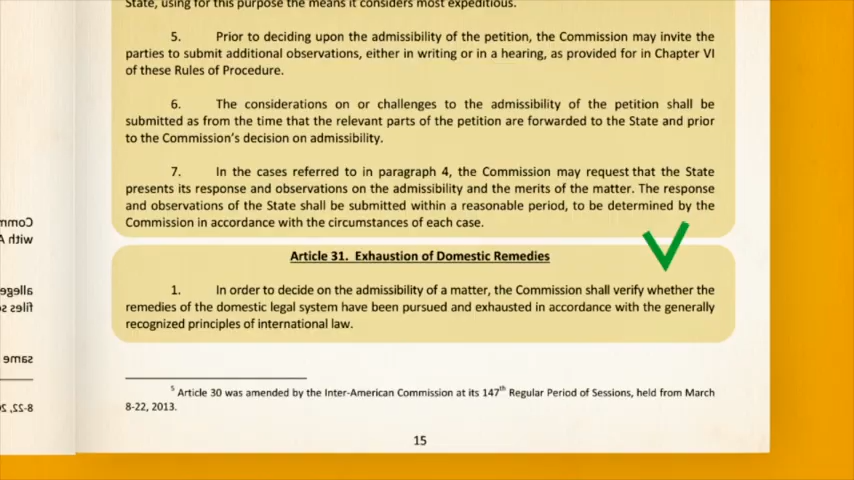 State, using for this purpose the means it considers most expeditious.
5. Prior to deciding upon the admissibility of the petition, the Commission may invite the
parties to submit additional observations, either in writing or in a hearing, as provided for in Chapter VI
of these Rules of Procedure.
6. The considerations on or challenges to the admissibility of the petition shall be
submitted as from the time that the relevant parts of the petition are forwarded to the State and prior
to the Commission's decision on admissibility.
7. In the cases referred to in paragraph 4, the Commission may request that the State
presents its response and observations on the admissibility and the merits of the matter. The response
and observations of the State shall be submitted within a reasonable period, to be determined by the
Commission in accordance with the circumstances of each case.
Article 31. Exhaustion of Domestic Remedies
1. In order to decide on the admissibility of a matter, the Commission shall verify whether the
remedies of the domestic legal system have been pursued and exhausted in accordance with the generally
recognized principles of international law.
5 Article 30 was amended by the Inter-American Commission at its 147th Regular Period of Sessions, held from March
8-22, 2013.
15